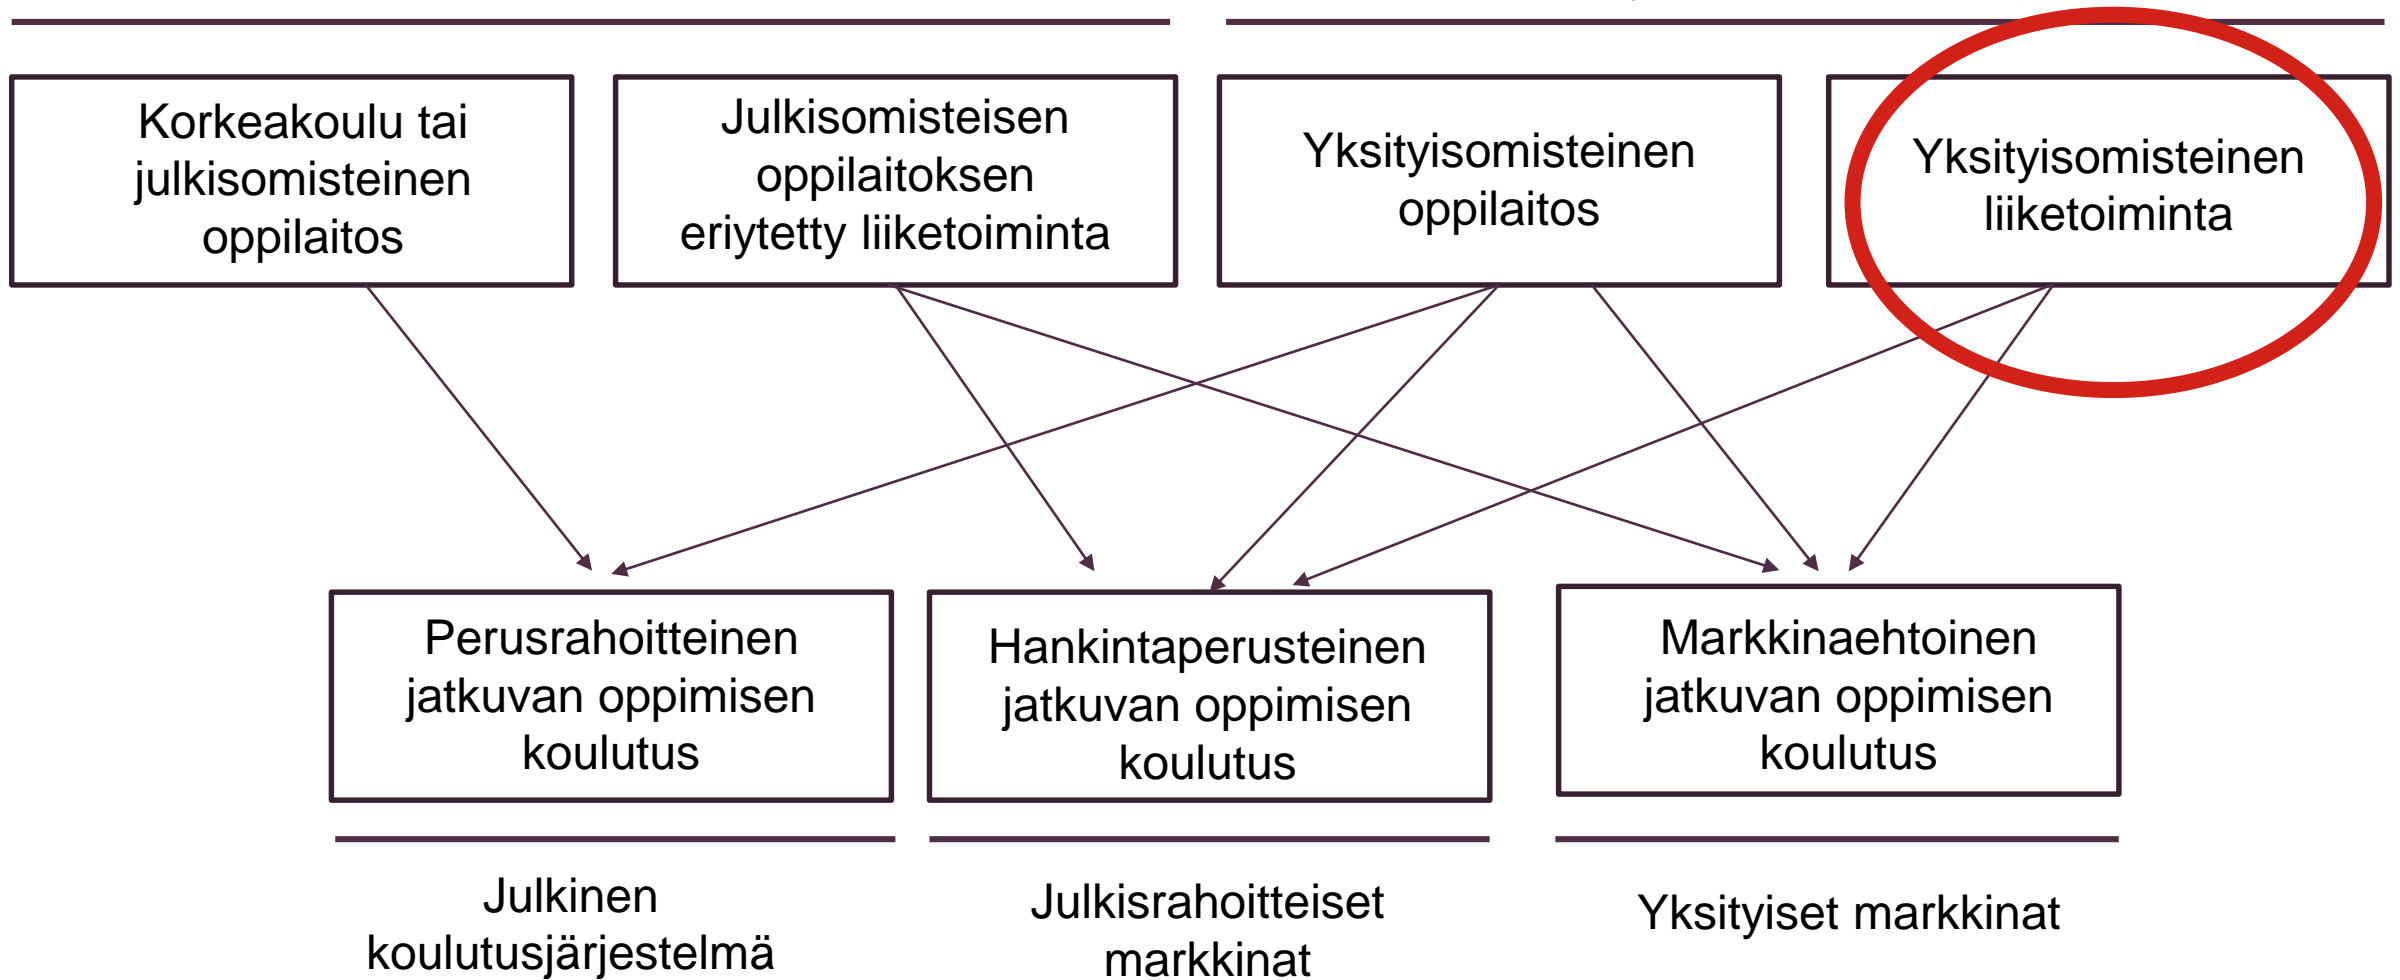 Korkeakoulu tai
julkisomisteinen
oppilaitos
Julkisomisteisen
oppilaitoksen
eriytetty liiketoiminta
Yksityisomisteinen
oppilaitos
Yksityisomisteinen
liiketoiminta
Perusrahoitteinen
jatkuvan oppimisen
koulutus
Hankintaperusteinen
jatkuvan oppimisen
koulutus
Markkinaehtoinen
jatkuvan oppimisen
koulutus
Julkinen
koulutusjärjestelmä
Julkisrahoitteiset
markkinat
Yksityiset markkinat